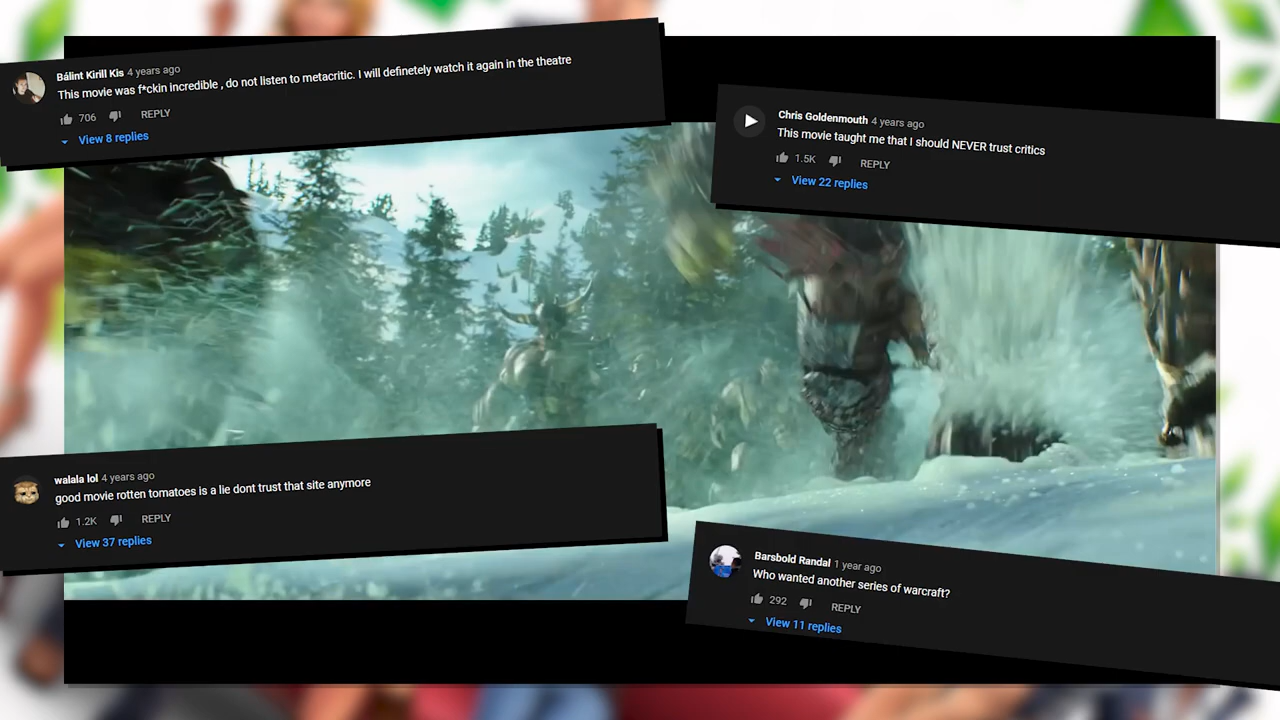 Bálint Kirill Kis 4 years ago
This movie was f*ckin incredible , do not listen to metacritic. I will definetely watch it again in the theatre
706 REPLY
View 8 replies
Chris Goldenmouth 4 years ago
This movie taught me that I should NEVER trust critics
1.5K REPLY
View 22 replies
walala lol 4 years ago
good movie rotten tomatoes is a lie dont trust that site anymore
1.2K REPLY
View 37 replies
Barsbold Randal 1 year ago
Who wanted another series of warcraft?
292 REPLY
View 11 replies